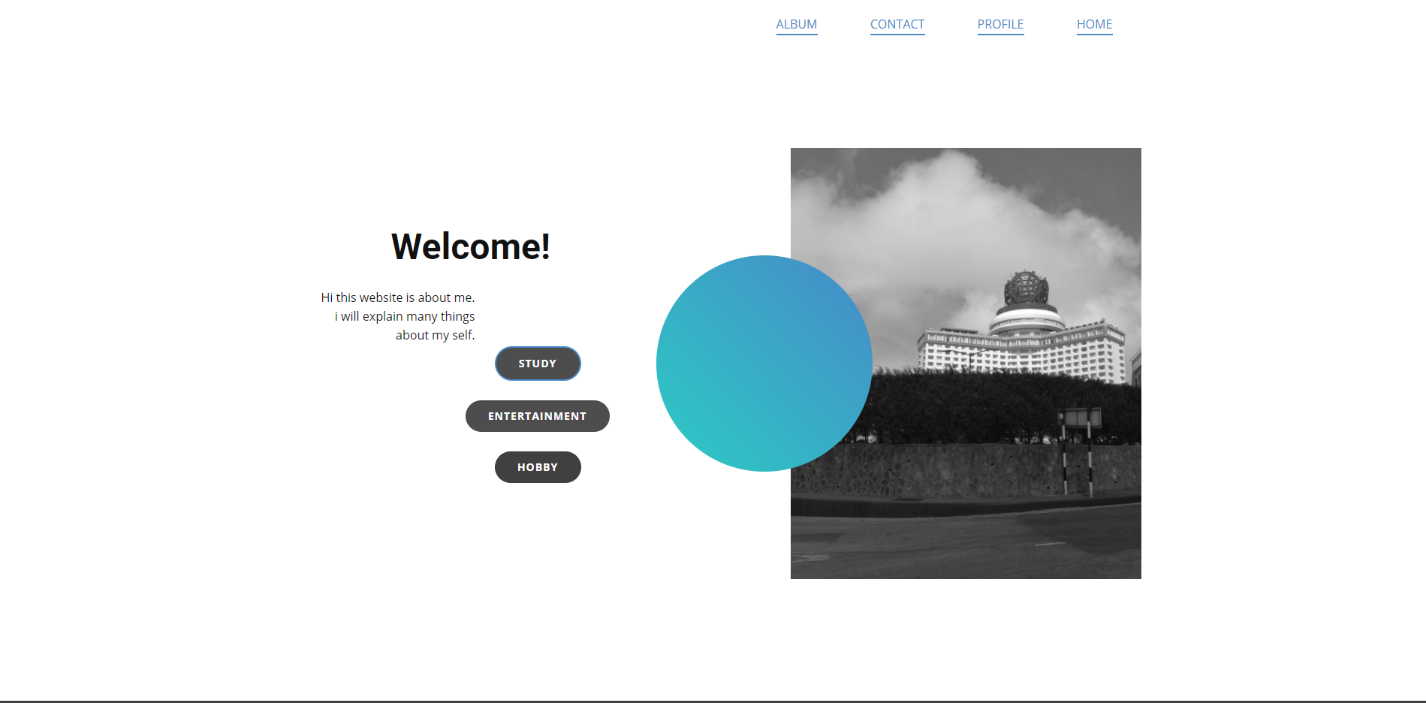 ALBUM CONTACT PROFILE HOME
Welcome!
Hi this website is about me.
i will explain many things
about my self.
STUDY
ENTERTAINMENT
HOBBY